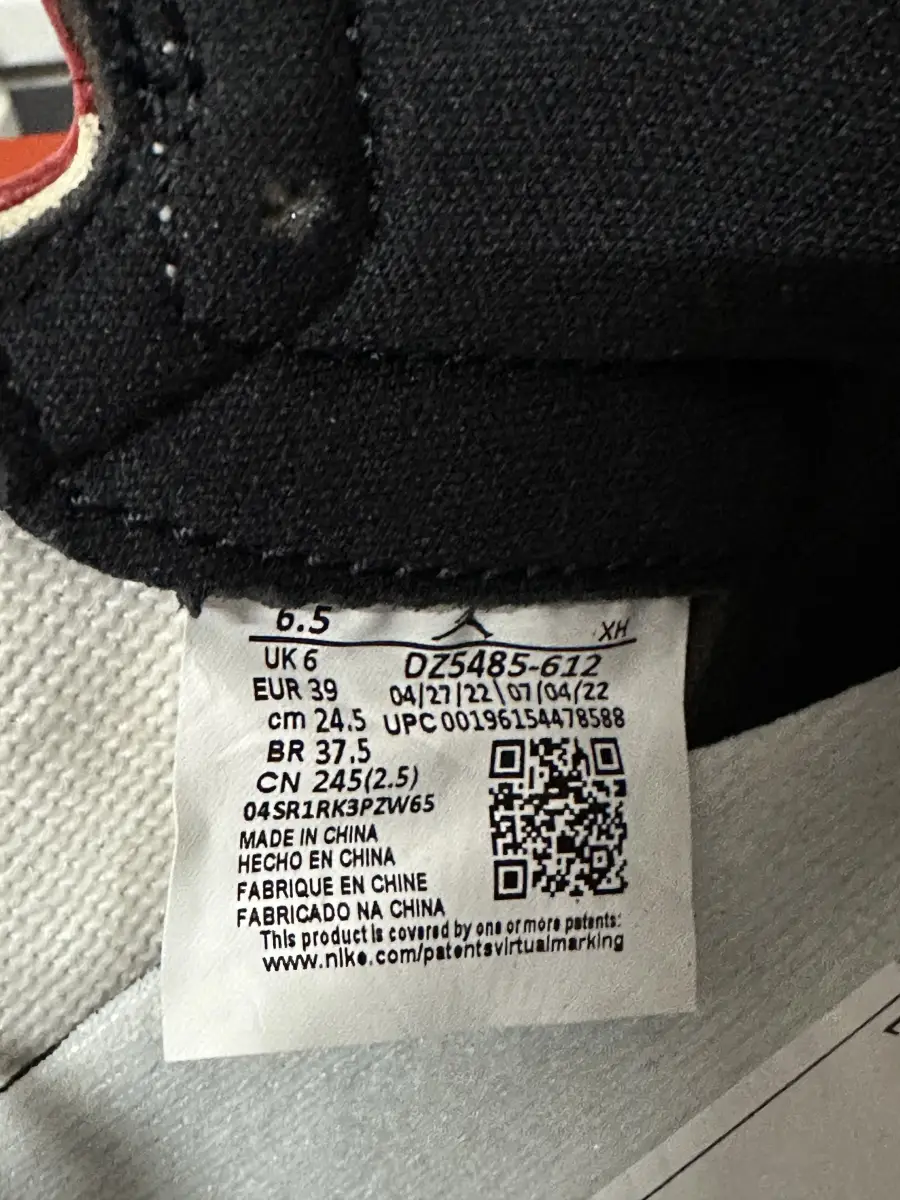 6.5
XH
UK 6 DZ5485-612
EUR 39 04/27/22\07/04/22
cm 24.5 UPC 00196154478588
BR 37.5
CN 245(2.5)
04SR1RK3PZW65
MADE IN CHINA
HECHO EN CHINA
FABRIQUE EN CHINE
FABRICADO NA CHINA
This product is covered by one or more patents:
www.nike.com/patentsvirtualmarking